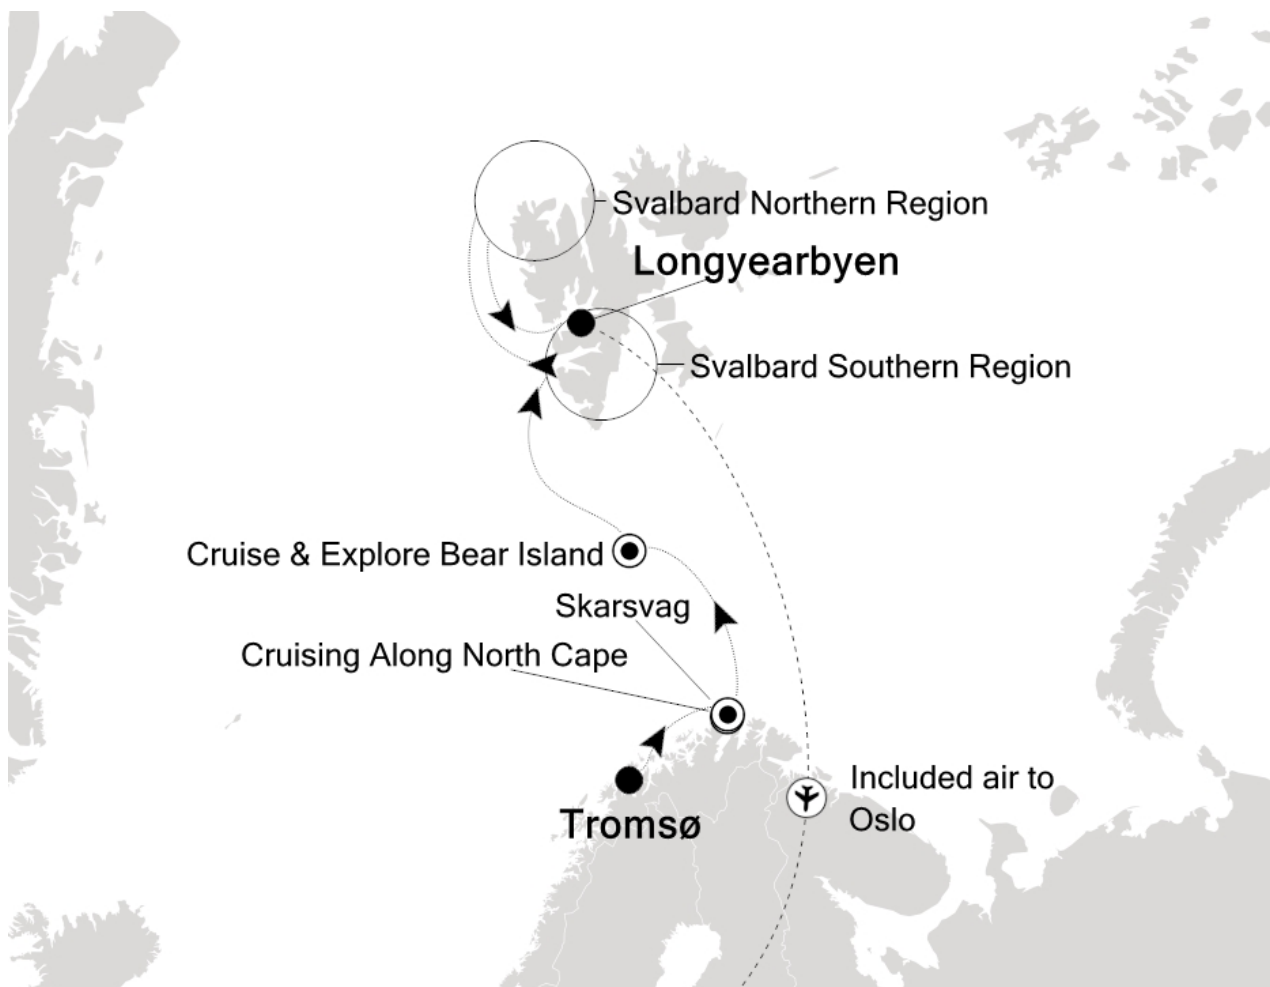 Svalbard Northern Region
Longyearbyen
Svalbard Southern Region
Cruise & Explore Bear Island
Skarsvag
Cruising Along North Cape
Included air to
Oslo
Tromsø